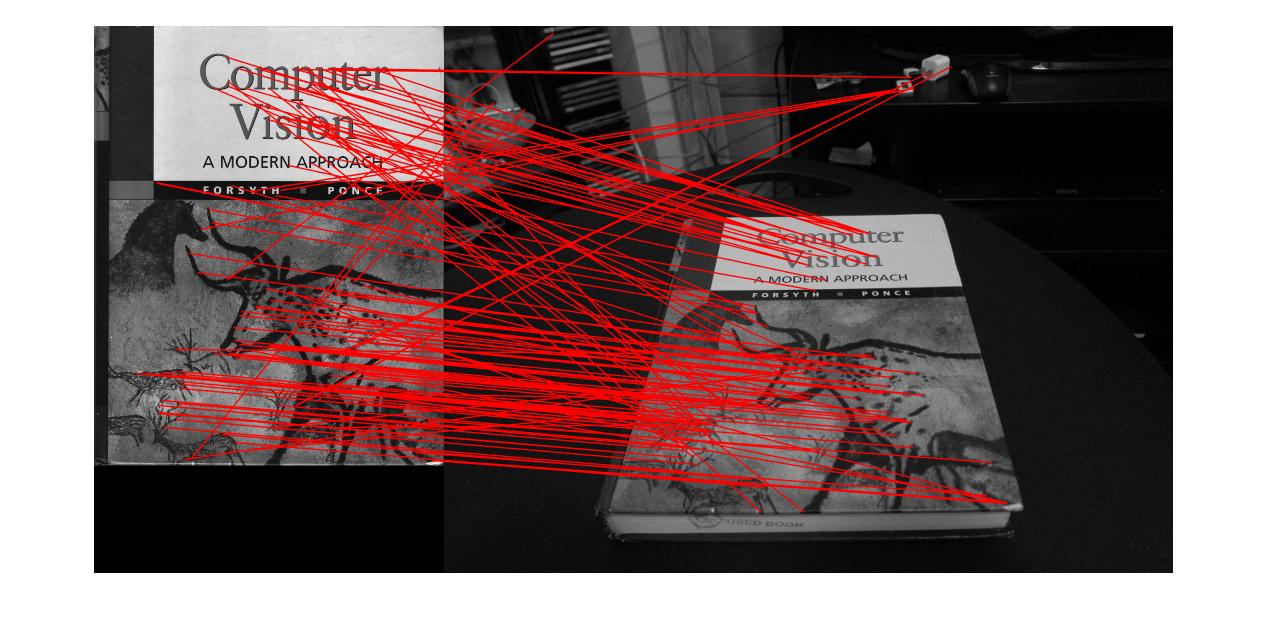 Computer
Vision
A MODERN APPROACH
FORSYTH PONCE
Computer
Vision
A MODERN APPROACH
FORSYTH PONCE
USED BOOK